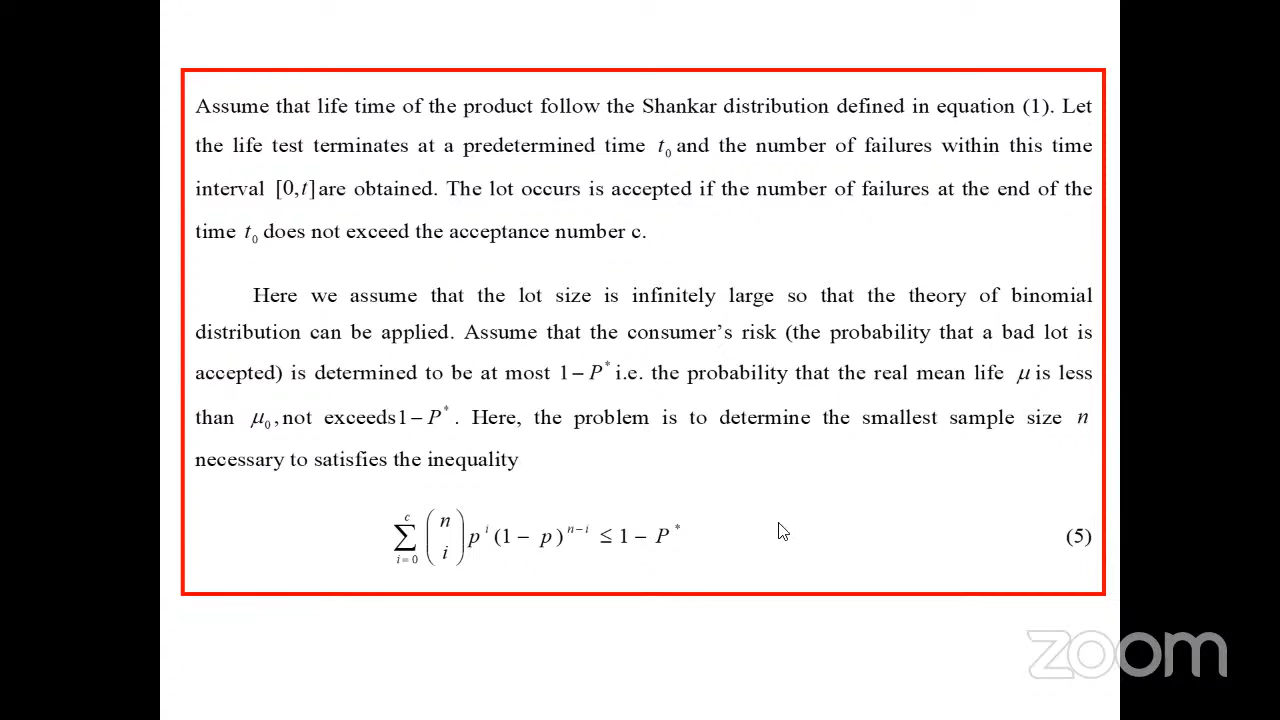 Assume that life time of the product follow the Shankar distribution defined in equation (1). Let
the life test terminates at a predetermined time t₀ and the number of failures within this time
interval [0,t] are obtained. The lot occurs is accepted if the number of failures at the end of the
time t₀ does not exceed the acceptance number c.
Here we assume that the lot size is infinitely large so that the theory of binomial
distribution can be applied. Assume that the consumer’s risk (the probability that a bad lot is
accepted) is determined to be at most 1 − P* i.e. the probability that the real mean life μ is less
than μ₀, not exceeds 1 − P* . Here, the problem is to determine the smallest sample size n
necessary to satisfies the inequality
∑_{i=0}^{c} (n i) p^i (1 − p)^{n−i} ≤ 1 − P* (5)
zoom